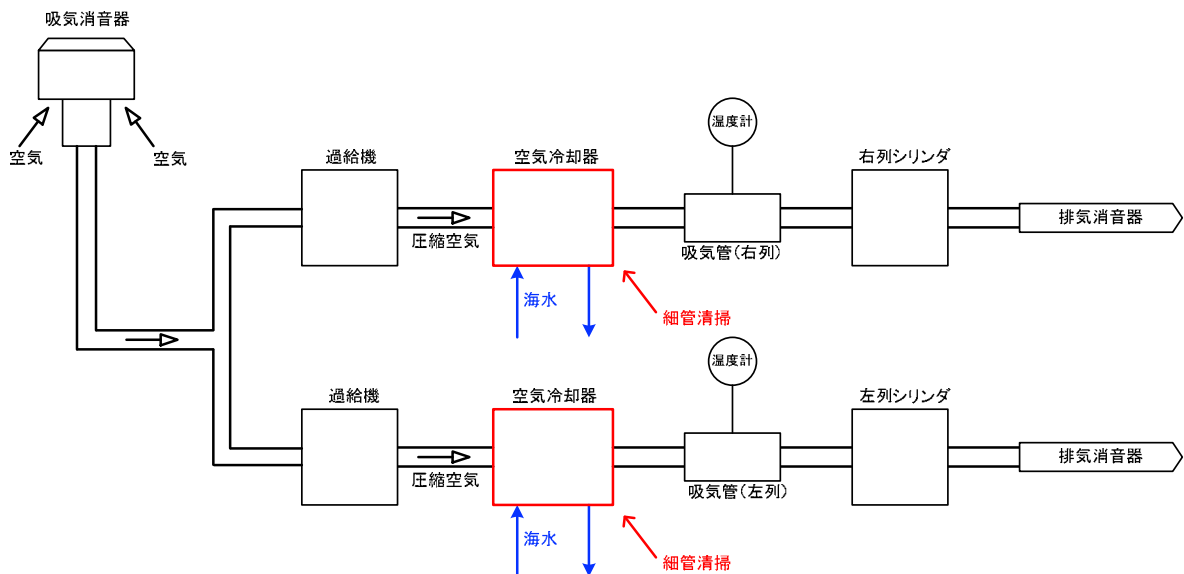 吸気消音器
空気
空気
過給機
圧縮空気
空気冷却器
海水
細管清掃
温度計
吸気管(右列)
右列シリンダ
排気消音器
過給機
圧縮空気
空気冷却器
海水
細管清掃
温度計
吸気管(左列)
左列シリンダ
排気消音器